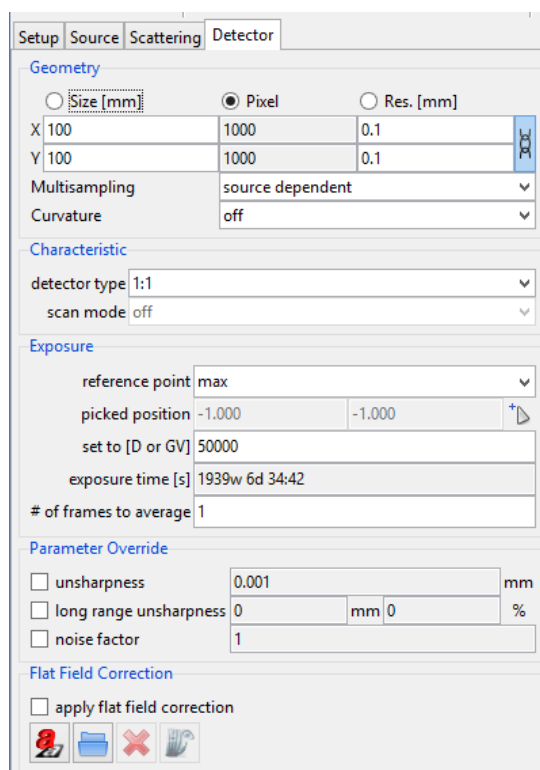 Setup Source Scattering Detector
Geometry
Size [mm] Pixel Res. [mm]
X 100 1000 0.1
Y 100 1000 0.1
Multisampling source dependent
Curvature off
Characteristic
detector type 1:1
scan mode off
Exposure
reference point max
picked position -1.000 -1.000
set to [D or GV] 50000
exposure time [s] 1939w 6d 34:42
# of frames to average 1
Parameter Override
unsharpness 0.001 mm
long range unsharpness 0 mm 0 %
noise factor 1
Flat Field Correction
apply flat field correction
a